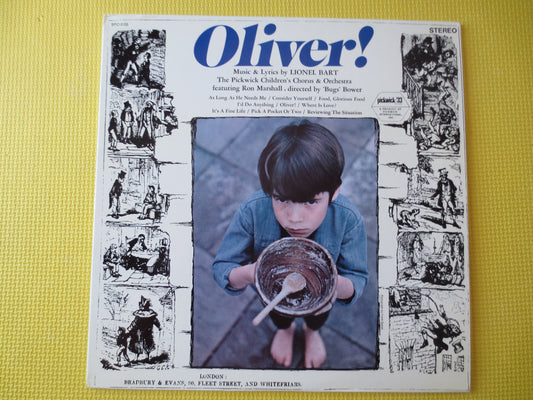 STEREO
Oliver!
Music & Lyrics by LIONEL BART
The Pickwick Children's Chorus & Orchestra
featuring Ron Marshall . directed by 'Bugs' Bower
As Long As He Needs Me / Consider Yourself / Food, Glorious Food
I'd Do Anything / Oliver! / Where Is Love?
It's A Fine Life / Pick A Pocket Or Two / Reviewing The Situation
pickwick/33
LONDON:
BRADBURY & EVANS, 90, FLEET STREET, AND WHITEFRIARS.